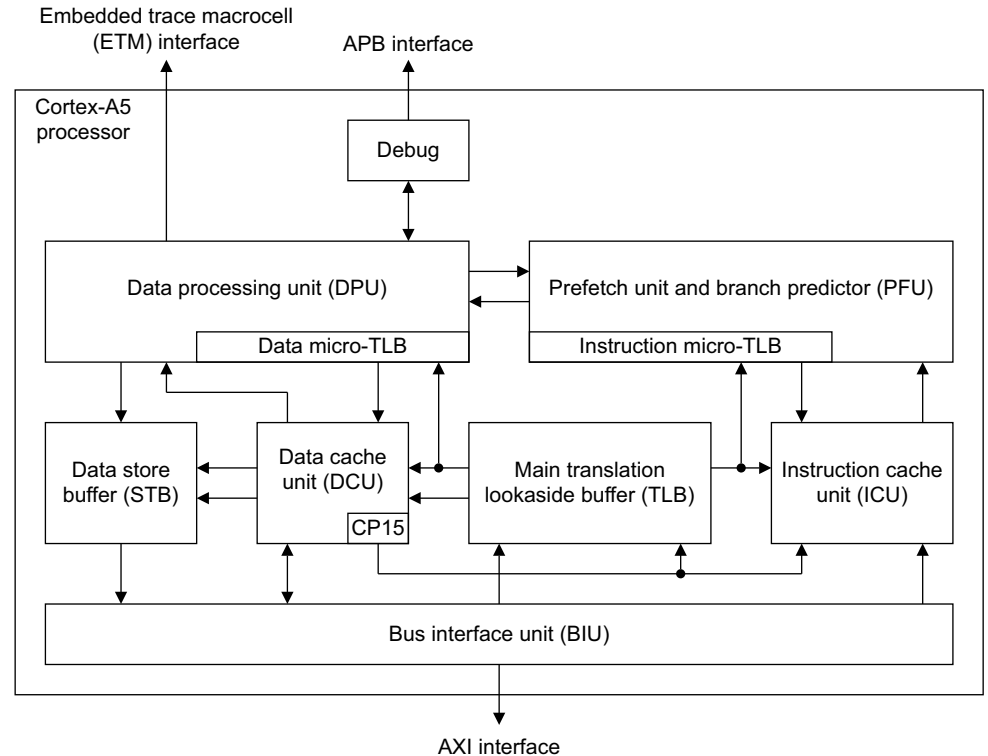 Embedded trace macrocell
(ETM) interface
APB interface
Cortex-A5
processor
Debug
Data processing unit (DPU)
Prefetch unit and branch predictor (PFU)
Data micro-TLB
Instruction micro-TLB
Data store
buffer (STB)
Data cache
unit (DCU)
CP15
Main translation
lookaside buffer (TLB)
Instruction cache
unit (ICU)
Bus interface unit (BIU)
AXI interface